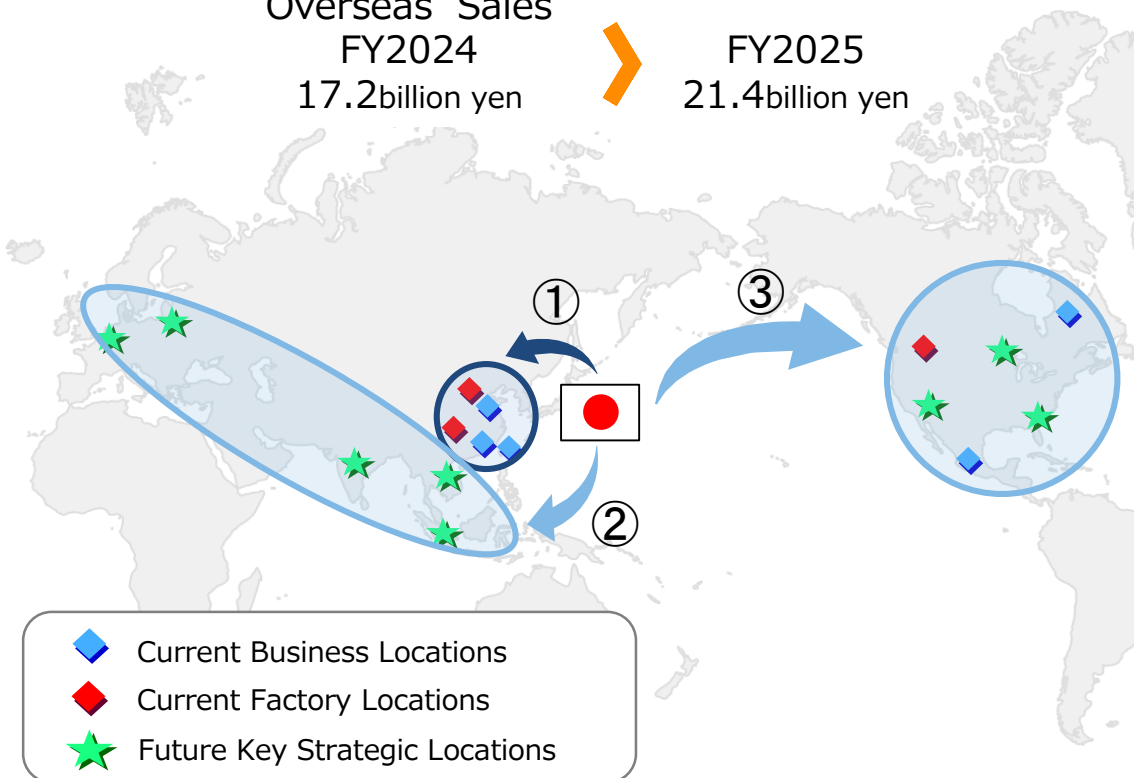 Overseas Sales
FY2024
17.2billion yen
FY2025
21.4billion yen
①
③
②
Current Business Locations
Current Factory Locations
Future Key Strategic Locations